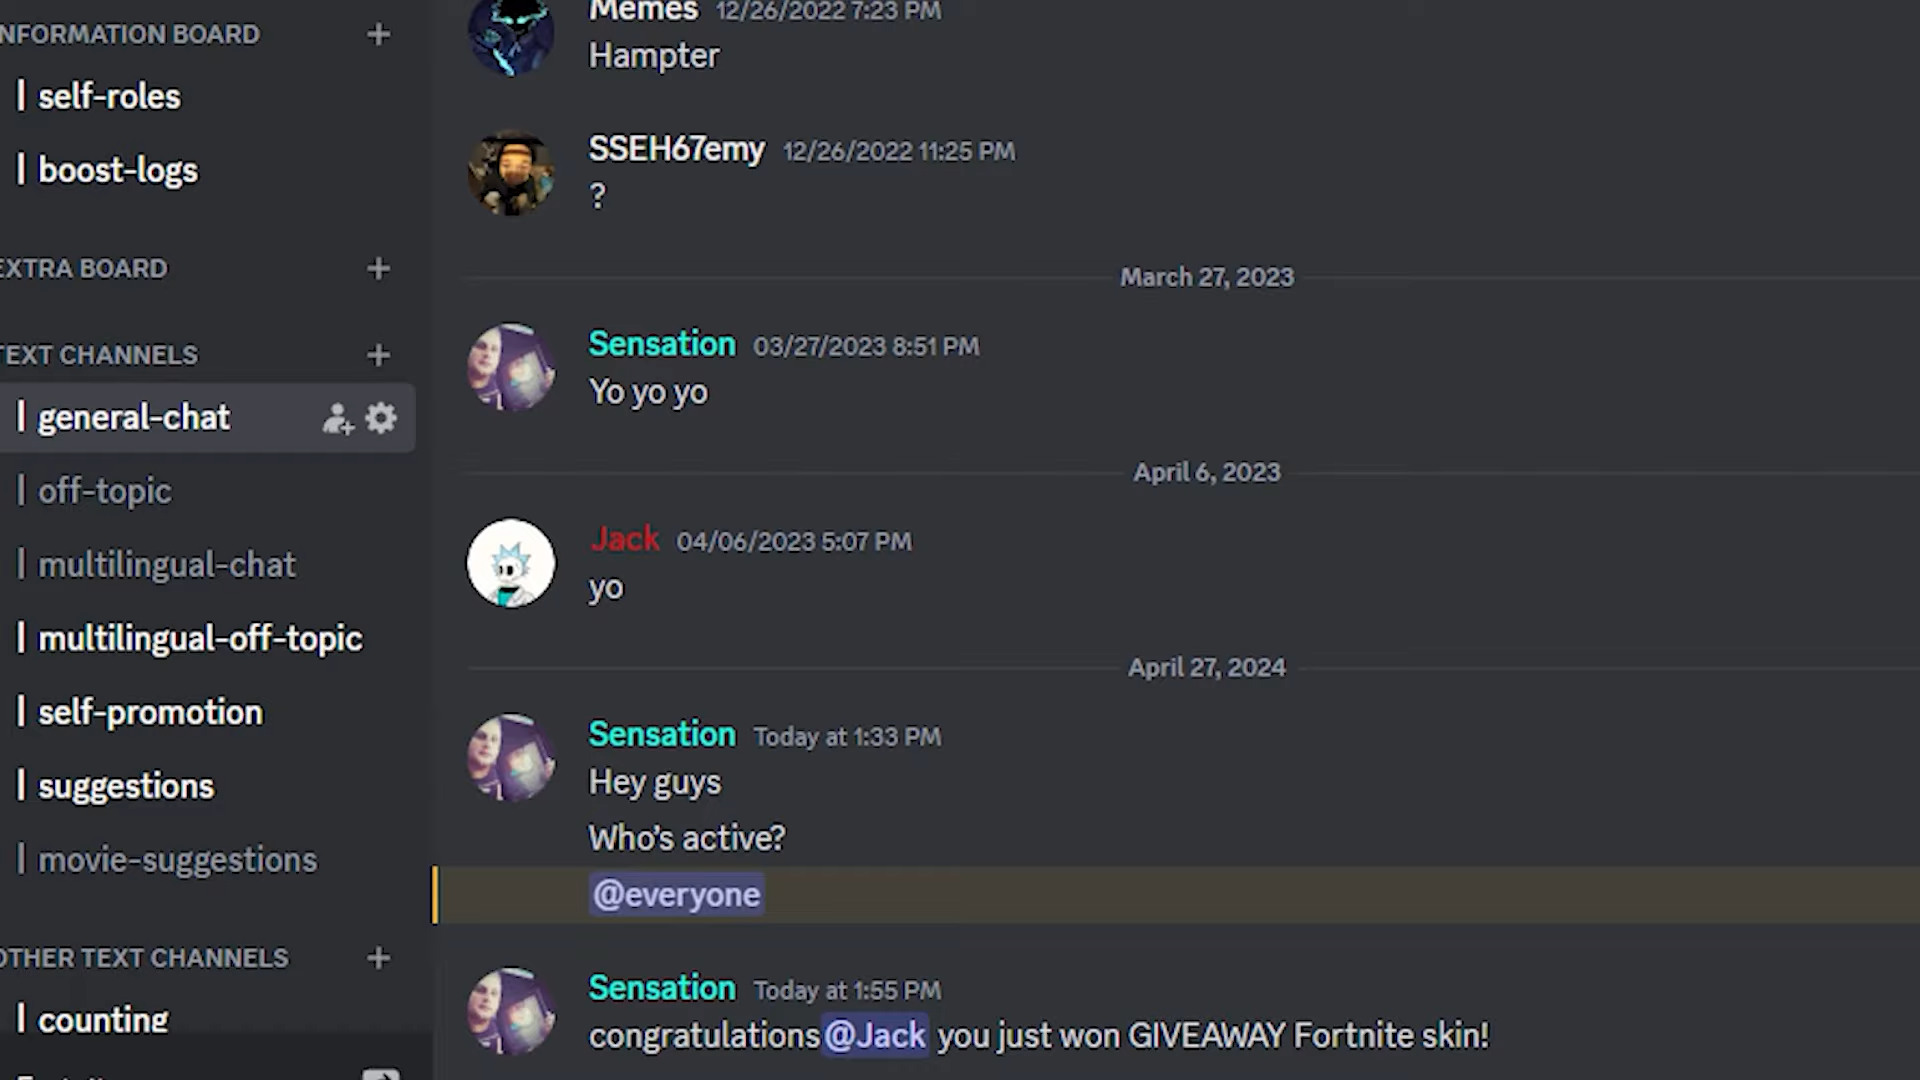 NFORMATION BOARD
self-roles
boost-logs
EXTRA BOARD
TEXT CHANNELS
general-chat
off-topic
multilingual-chat
multilingual-off-topic
self-promotion
suggestions
movie-suggestions
OTHER TEXT CHANNELS
counting
Memes 12/26/2022 7:23 PM
Hampter
SSEH67emy 12/26/2022 11:25 PM
?
March 27, 2023
Sensation 03/27/2023 8:51 PM
Yo yo yo
April 6, 2023
Jack 04/06/2023 5:07 PM
yo
April 27, 2024
Sensation Today at 1:33 PM
Hey guys
Who's active?
@everyone
Sensation Today at 1:55 PM
congratulations @Jack you just won GIVEAWAY Fortnite skin!